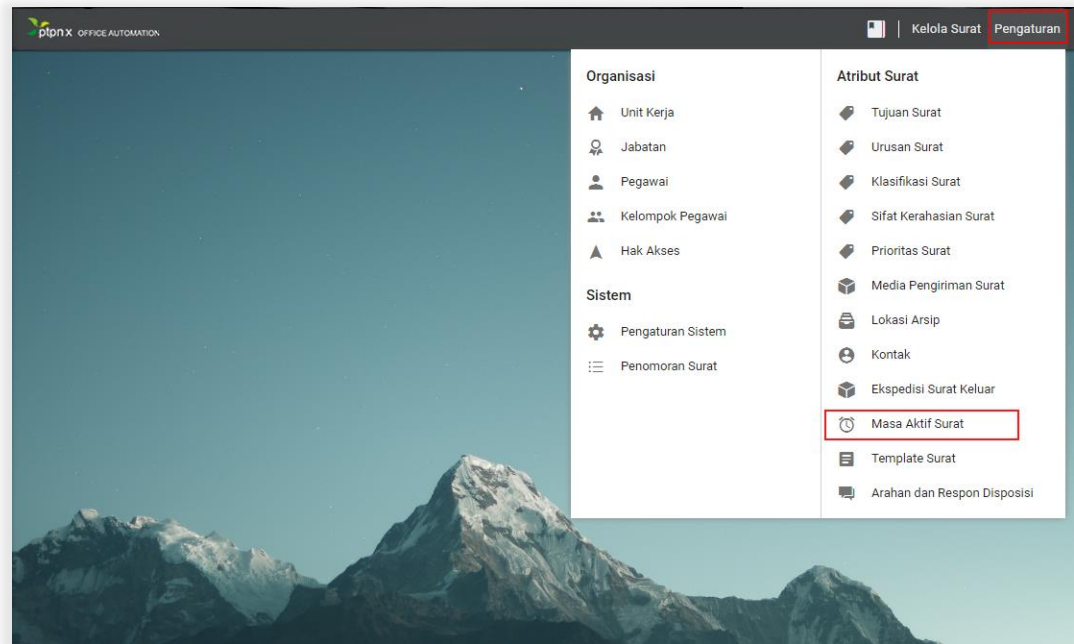 ptpn x OFFICE AUTOMATION
Kelola Surat Pengaturan
Organisasi
Unit Kerja
Jabatan
Pegawai
Kelompok Pegawai
Hak Akses
Sistem
Pengaturan Sistem
Penomoran Surat
Atribut Surat
Tujuan Surat
Urusan Surat
Klasifikasi Surat
Sifat Kerahasian Surat
Prioritas Surat
Media Pengiriman Surat
Lokasi Arsip
Kontak
Ekspedisi Surat Keluar
Masa Aktif Surat
Template Surat
Arahan dan Respon Disposisi